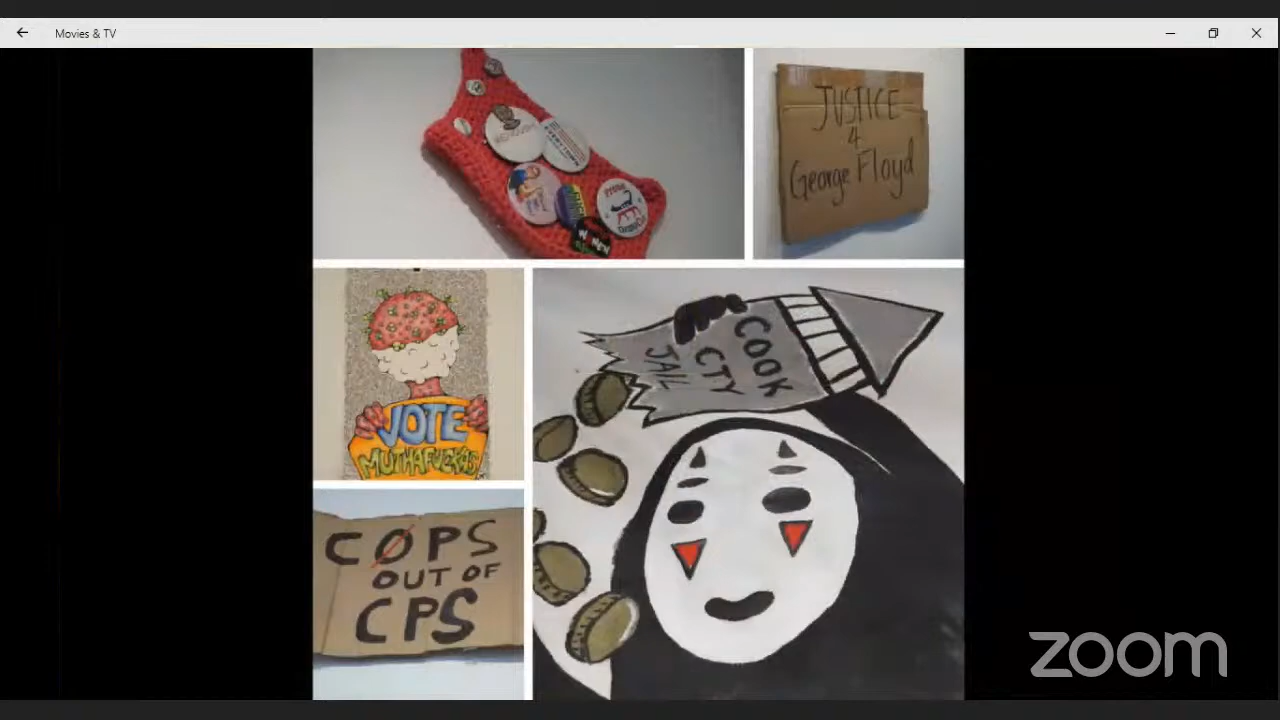 Movies & TV
JUSTICE
4
George Floyd
COOK
CTY
JAIL
VOTE
MUTHAFUCKAS
COPS
OUT OF
CPS
zoom